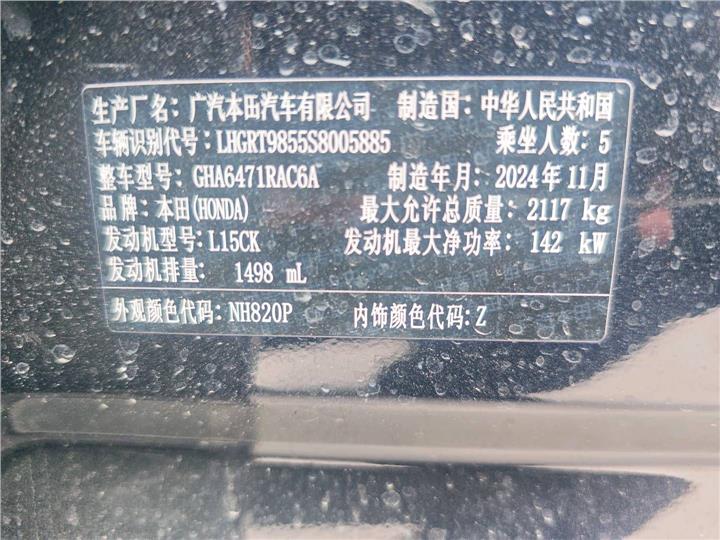 生产厂名：广汽本田汽车有限公司 制造国：中华人民共和国
车辆识别代号：LHGRT9855S8005885 乘坐人数：5
整车型号：GHA6471RAC6A 制造年月：2024年11月
品牌：本田(HONDA) 最大允许总质量：2117 kg
发动机型号：L15CK 发动机最大净功率：142 kW
发动机排量： 1498 mL
外观颜色代码：NH820P 内饰颜色代码：Z